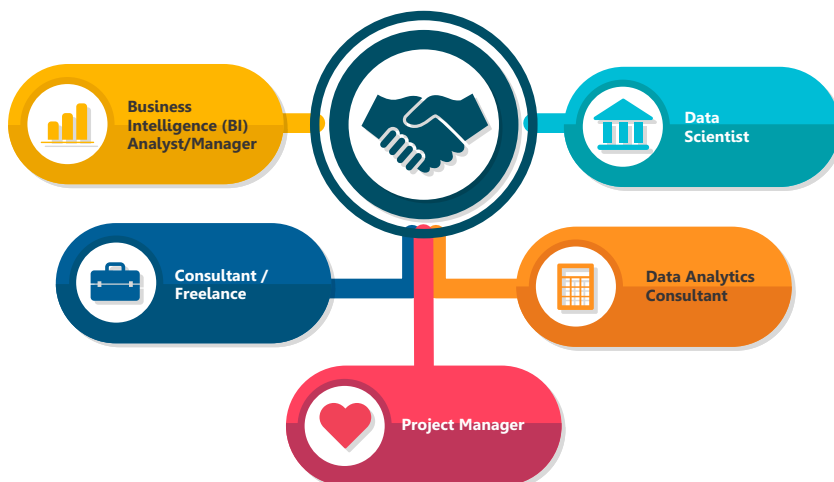 Business
Intelligence (BI)
Analyst/Manager
Data
Scientist
Consultant /
Freelance
Data Analytics
Consultant
Project Manager